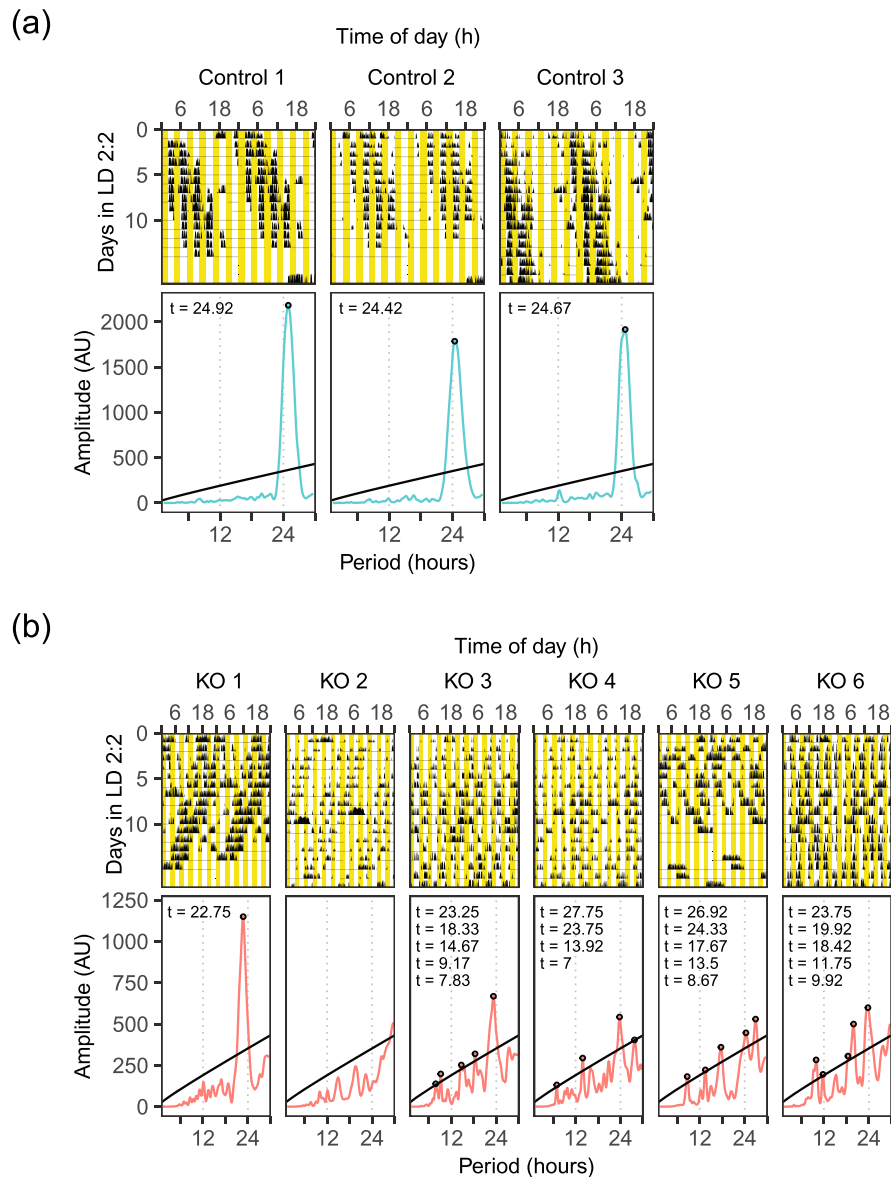 (a)
Time of day (h)
Control 1 Control 2 Control 3
6 18 6 18 6 18 6 18 6 18 6 18
Days in LD 2:2
0
5
10
Amplitude (AU)
t = 24.92 t = 24.42 t = 24.67
2000
1500
1000
500
0
12 24 12 24 12 24
Period (hours)
(b)
Time of day (h)
KO 1 KO 2 KO 3 KO 4 KO 5 KO 6
6 18 6 18 6 18 6 18 6 18 6 18 6 18 6 18 6 18 6 18 6 18 6 18
Days in LD 2:2
0
5
10
Amplitude (AU)
1250
1000
750
500
250
0
t = 22.75
t = 23.25
t = 18.33
t = 14.67
t = 9.17
t = 7.83
t = 27.75
t = 23.75
t = 13.92
t = 7
t = 26.92
t = 24.33
t = 17.67
t = 13.5
t = 8.67
t = 23.75
t = 19.92
t = 18.42
t = 11.75
t = 9.92
12 24 12 24 12 24 12 24 12 24 12 24
Period (hours)